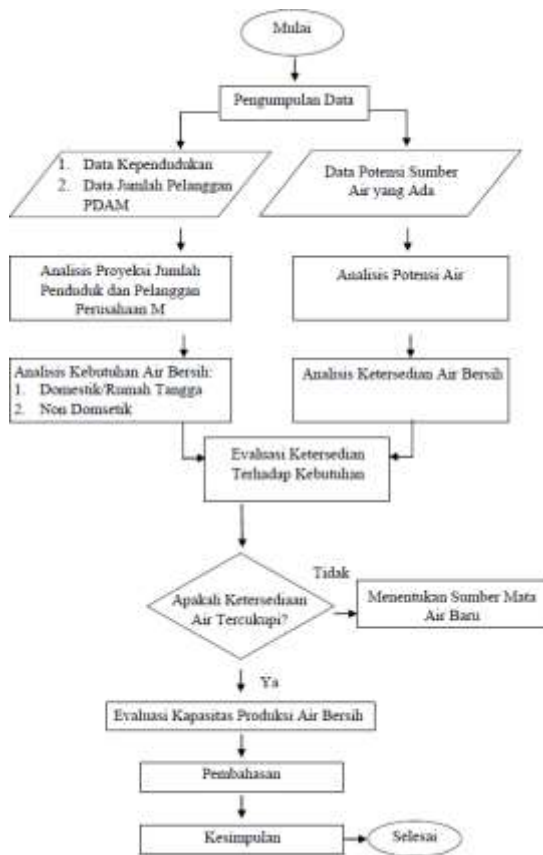 Mulai
Pengumpulan Data
1. Data Kependudukan
2. Data Jumlah Pelanggan
PDAM
Data Potensi Sumber
Air yang Ada
Analisis Proyeksi Jumlah
Penduduk dan Pelanggan
Perusahaan M
Analisis Potensi Air
Analisis Kebutuhan Air Bersih:
1. Domestik/Rumah Tangga
2. Non Domsetik
Analisis Ketersedian Air Bersih
Evaluasi Ketersedian
Terhadap Kebutuhan
Apakah Ketersediaan
Air Tercukupi?
Tidak
Menentukan Sumber Mata
Air Baru
Ya
Evaluasi Kapasitas Produksi Air Bersih
Pembahasan
Kesimpulan
Selesai